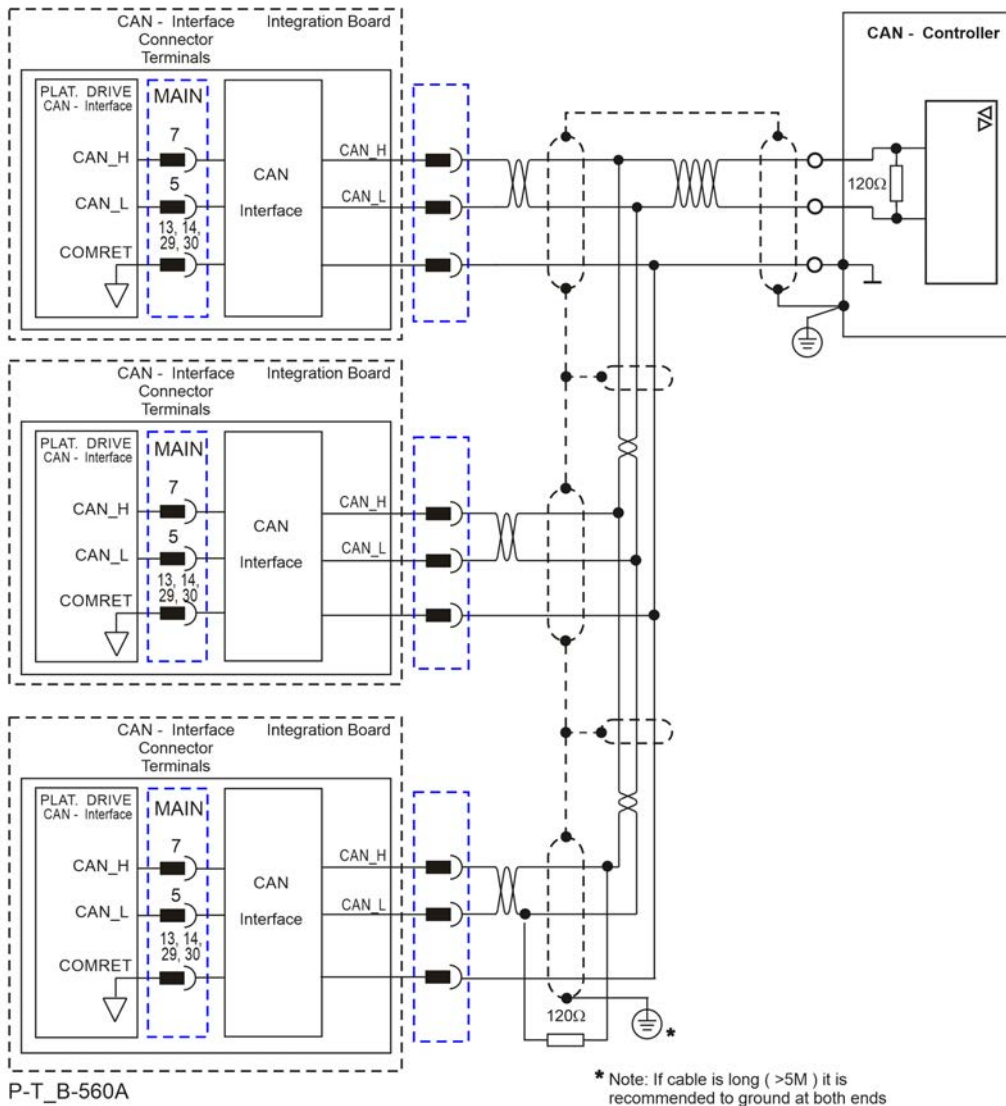 CAN - Interface Integration Board
Connector
Terminals
PLAT. DRIVE
CAN - Interface
MAIN
7
CAN_H
5
CAN_L
13, 14,
29, 30
COMRET
CAN
Interface
CAN_H
CAN_L
CAN - Controller
120Ω
CAN - Interface Integration Board
Connector
Terminals
PLAT. DRIVE
CAN - Interface
MAIN
7
CAN_H
5
CAN_L
13, 14,
29, 30
COMRET
CAN
Interface
CAN_H
CAN_L
CAN - Interface Integration Board
Connector
Terminals
PLAT. DRIVE
CAN - Interface
MAIN
7
CAN_H
5
CAN_L
13, 14,
29, 30
COMRET
CAN
Interface
CAN_H
CAN_L
120Ω
*
P-T_B-560A
* Note: If cable is long ( >5M ) it is
recommended to ground at both ends